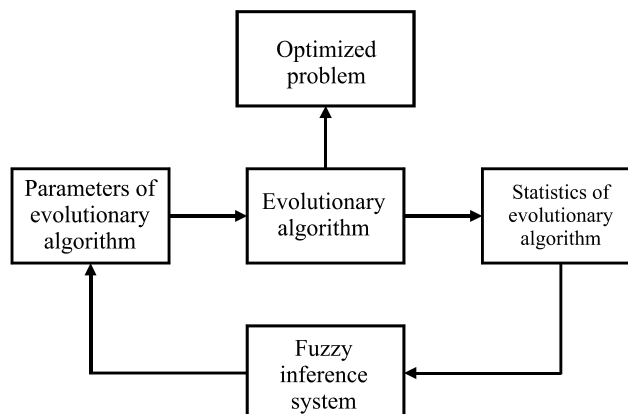 Optimized
problem
Parameters of
evolutionary
algorithm
Evolutionary
algorithm
Statistics of
evolutionary
algorithm
Fuzzy
inference
system